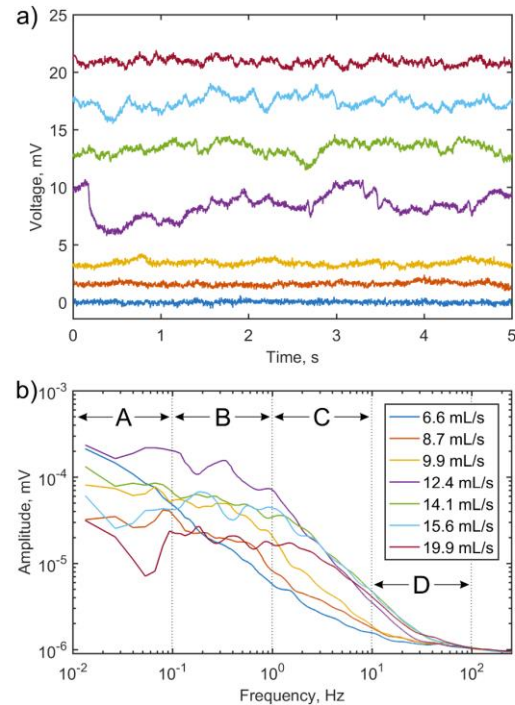 a)
25
20
15
10
5
0
Voltage, mV
0 1 2 3 4 5
Time, s
b)
10⁻³
10⁻⁴
10⁻⁵
10⁻⁶
Amplitude, mV
A B C D
6.6 mL/s
8.7 mL/s
9.9 mL/s
12.4 mL/s
14.1 mL/s
15.6 mL/s
19.9 mL/s
10⁻² 10⁻¹ 10⁰ 10¹ 10²
Frequency, Hz